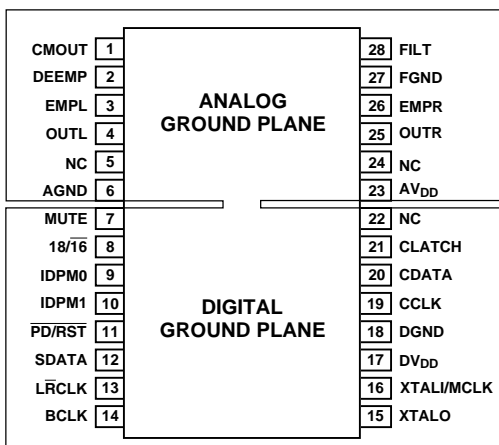 CMOUT 1 28 FILT
DEEMP 2 27 FGND
EMPL 3 26 EMPR
OUTL 4 25 OUTR
NC 5 24 NC
AGND 6 23 AVDD
ANALOG
GROUND PLANE
MUTE 7 22 NC
18/16 8 21 CLATCH
IDPM0 9 20 CDATA
IDPM1 10 19 CCLK
PD/RST 11 18 DGND
SDATA 12 17 DVDD
LRCLK 13 16 XTALI/MCLK
BCLK 14 15 XTALO
DIGITAL
GROUND PLANE